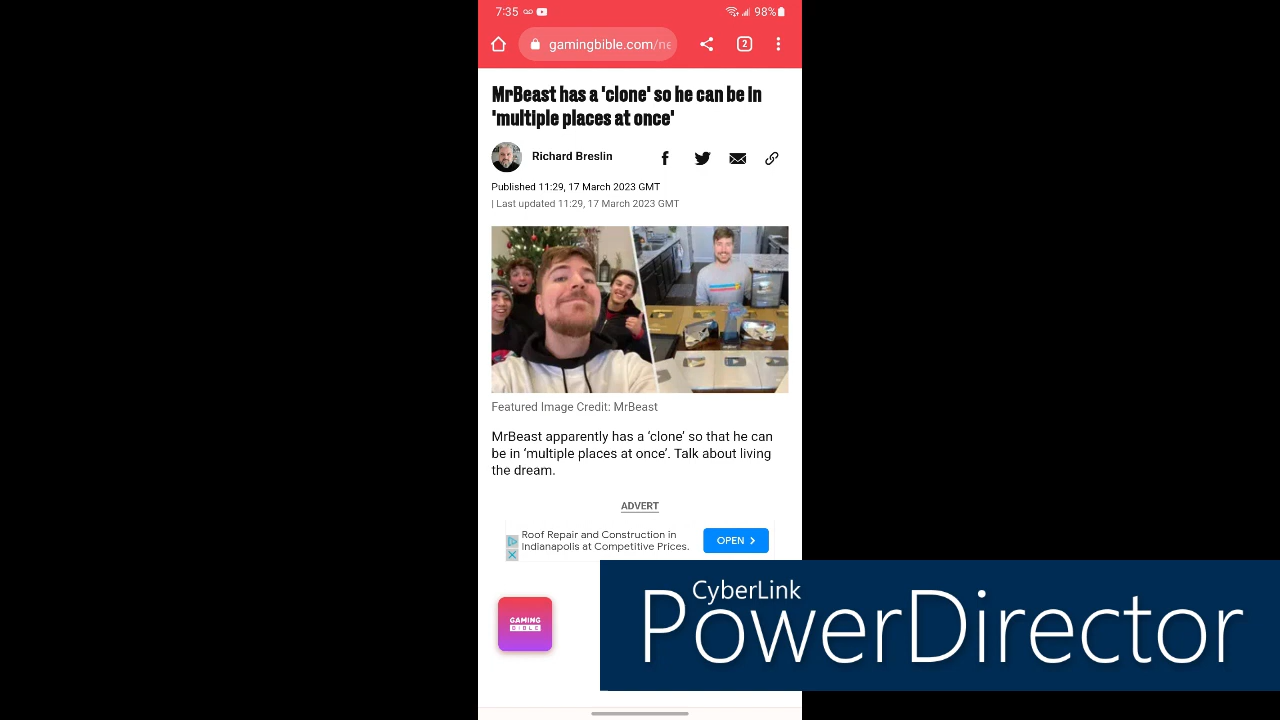 7:35
98%
gamingbible.com/ne
2
MrBeast has a 'clone' so he can be in
'multiple places at once'
Richard Breslin
Published 11:29, 17 March 2023 GMT
| Last updated 11:29, 17 March 2023 GMT
Featured Image Credit: MrBeast
MrBeast apparently has a ‘clone’ so that he can
be in ‘multiple places at once’. Talk about living
the dream.
ADVERT
Roof Repair and Construction in
Indianapolis at Competitive Prices.
OPEN
GAMING
BIBLE
CyberLink
PowerDirector